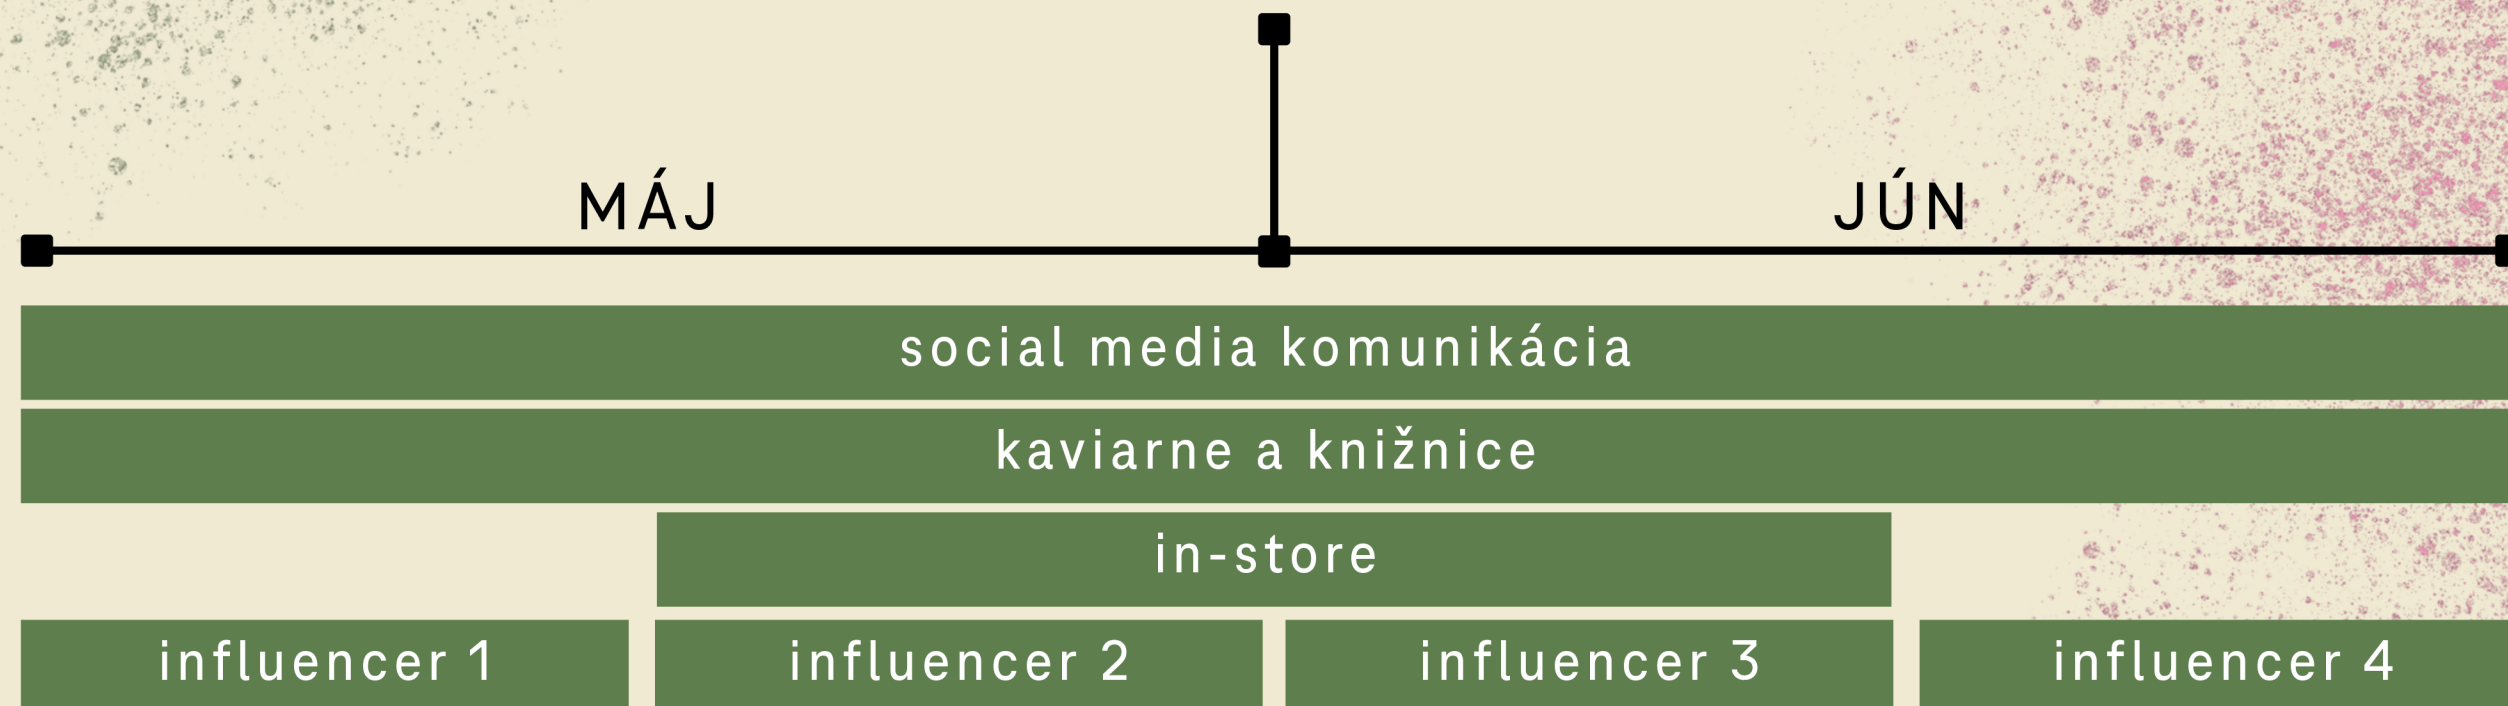 MÁJ JÚN
social media komunikácia
kaviarne a knižnice
in-store
influencer 1 influencer 2 influencer 3 influencer 4